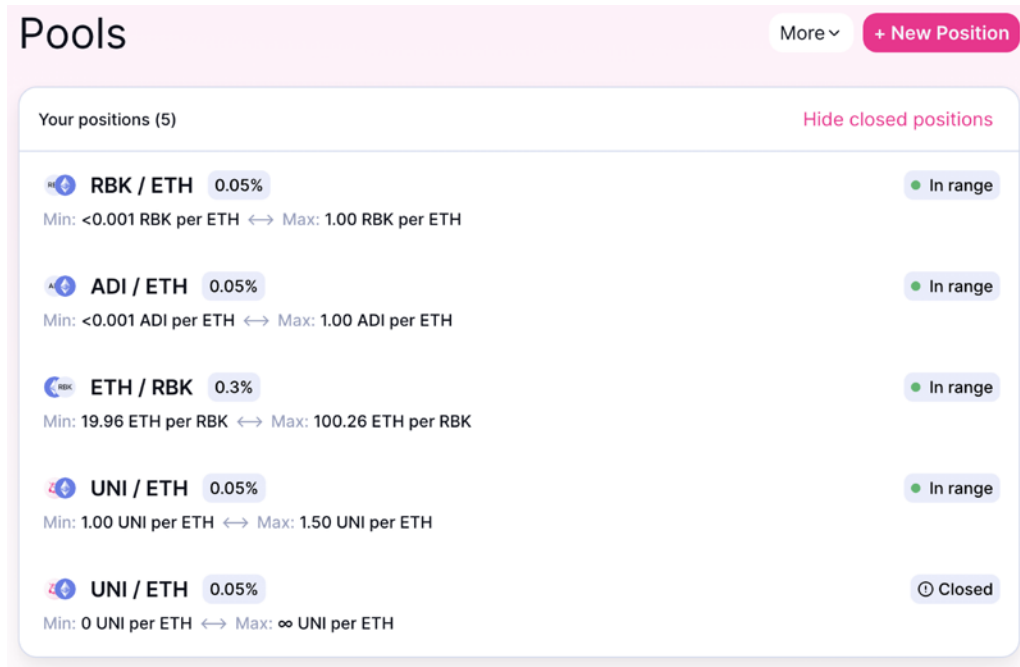 Pools
More
+ New Position
Your positions (5)
Hide closed positions
RBK / ETH 0.05%
In range
Min: <0.001 RBK per ETH ⟷ Max: 1.00 RBK per ETH
ADI / ETH 0.05%
In range
Min: <0.001 ADI per ETH ⟷ Max: 1.00 ADI per ETH
RBK
ETH / RBK 0.3%
In range
Min: 19.96 ETH per RBK ⟷ Max: 100.26 ETH per RBK
UNI / ETH 0.05%
In range
Min: 1.00 UNI per ETH ⟷ Max: 1.50 UNI per ETH
UNI / ETH 0.05%
Closed
Min: 0 UNI per ETH ⟷ Max: ∞ UNI per ETH